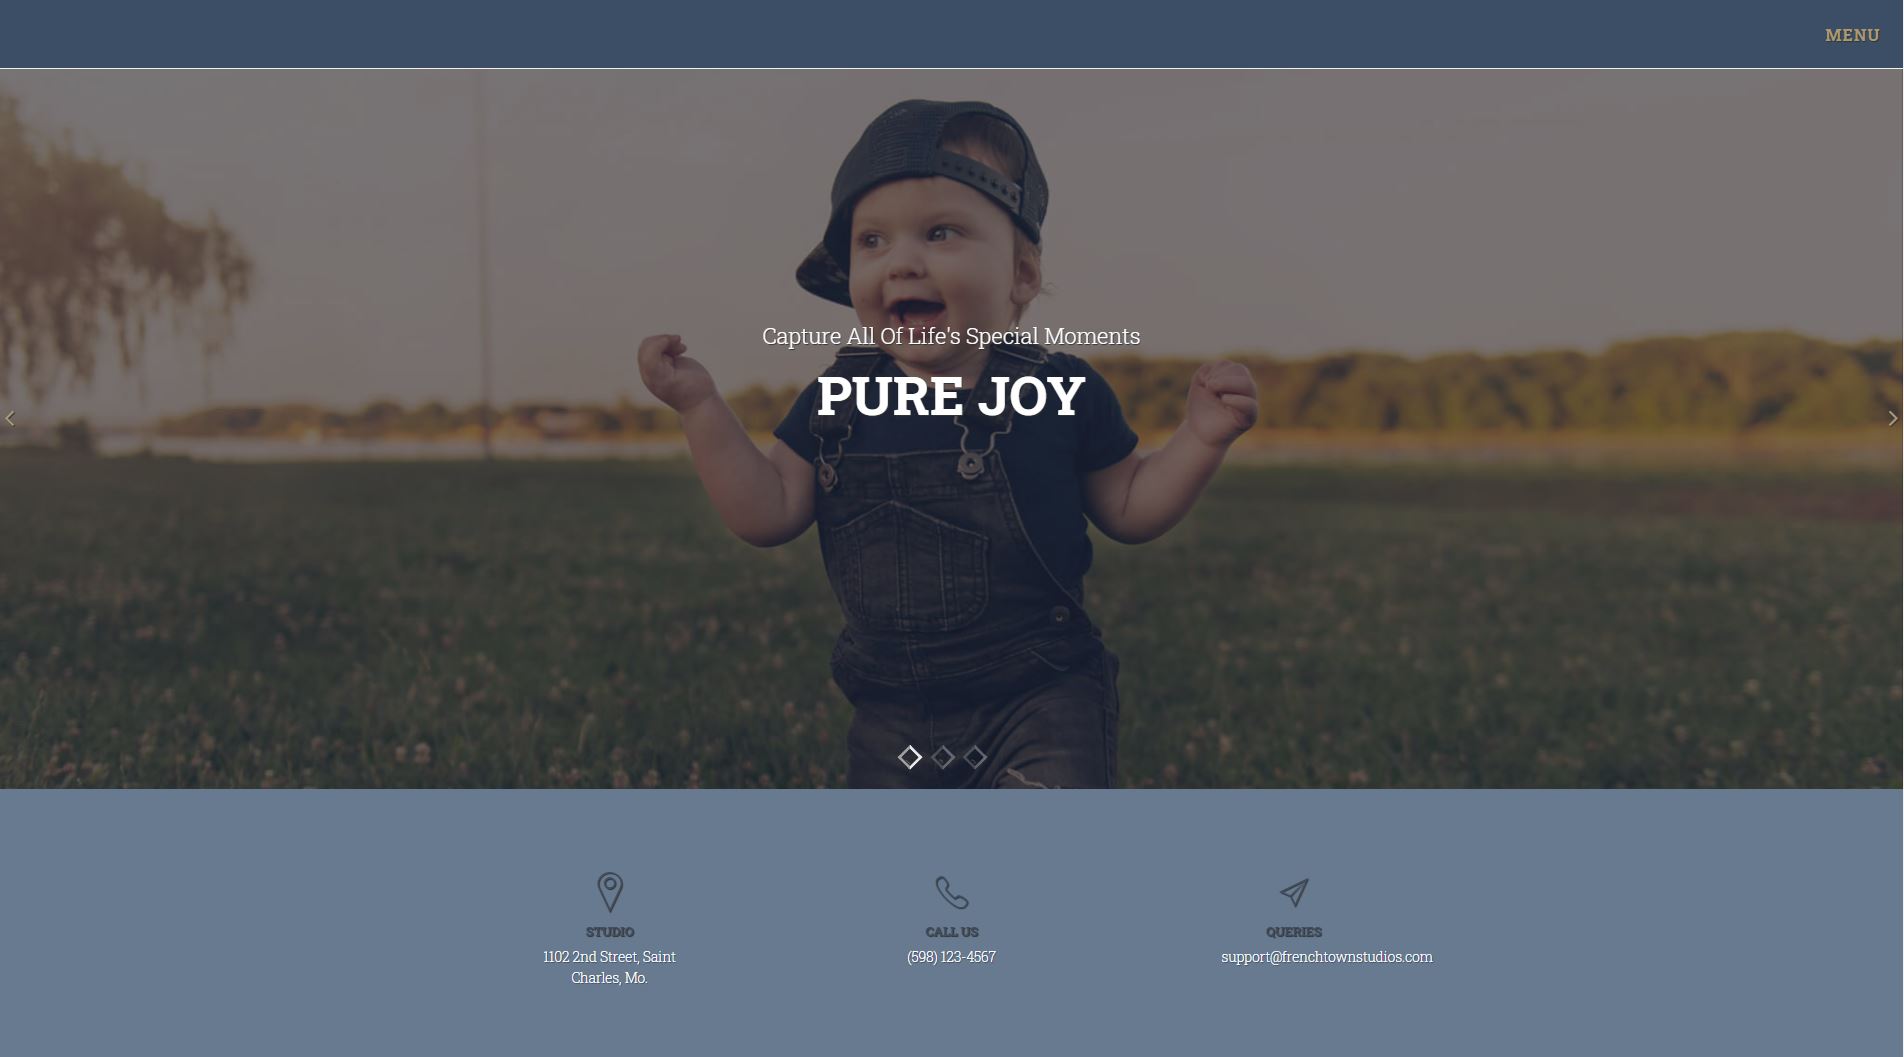 MENU
Capture All Of Life's Special Moments
PURE JOY
STUDIO
1102 2nd Street, Saint
Charles, Mo.
CALL US
(598) 123-4567
QUERIES
support@frenchtownstudios.com